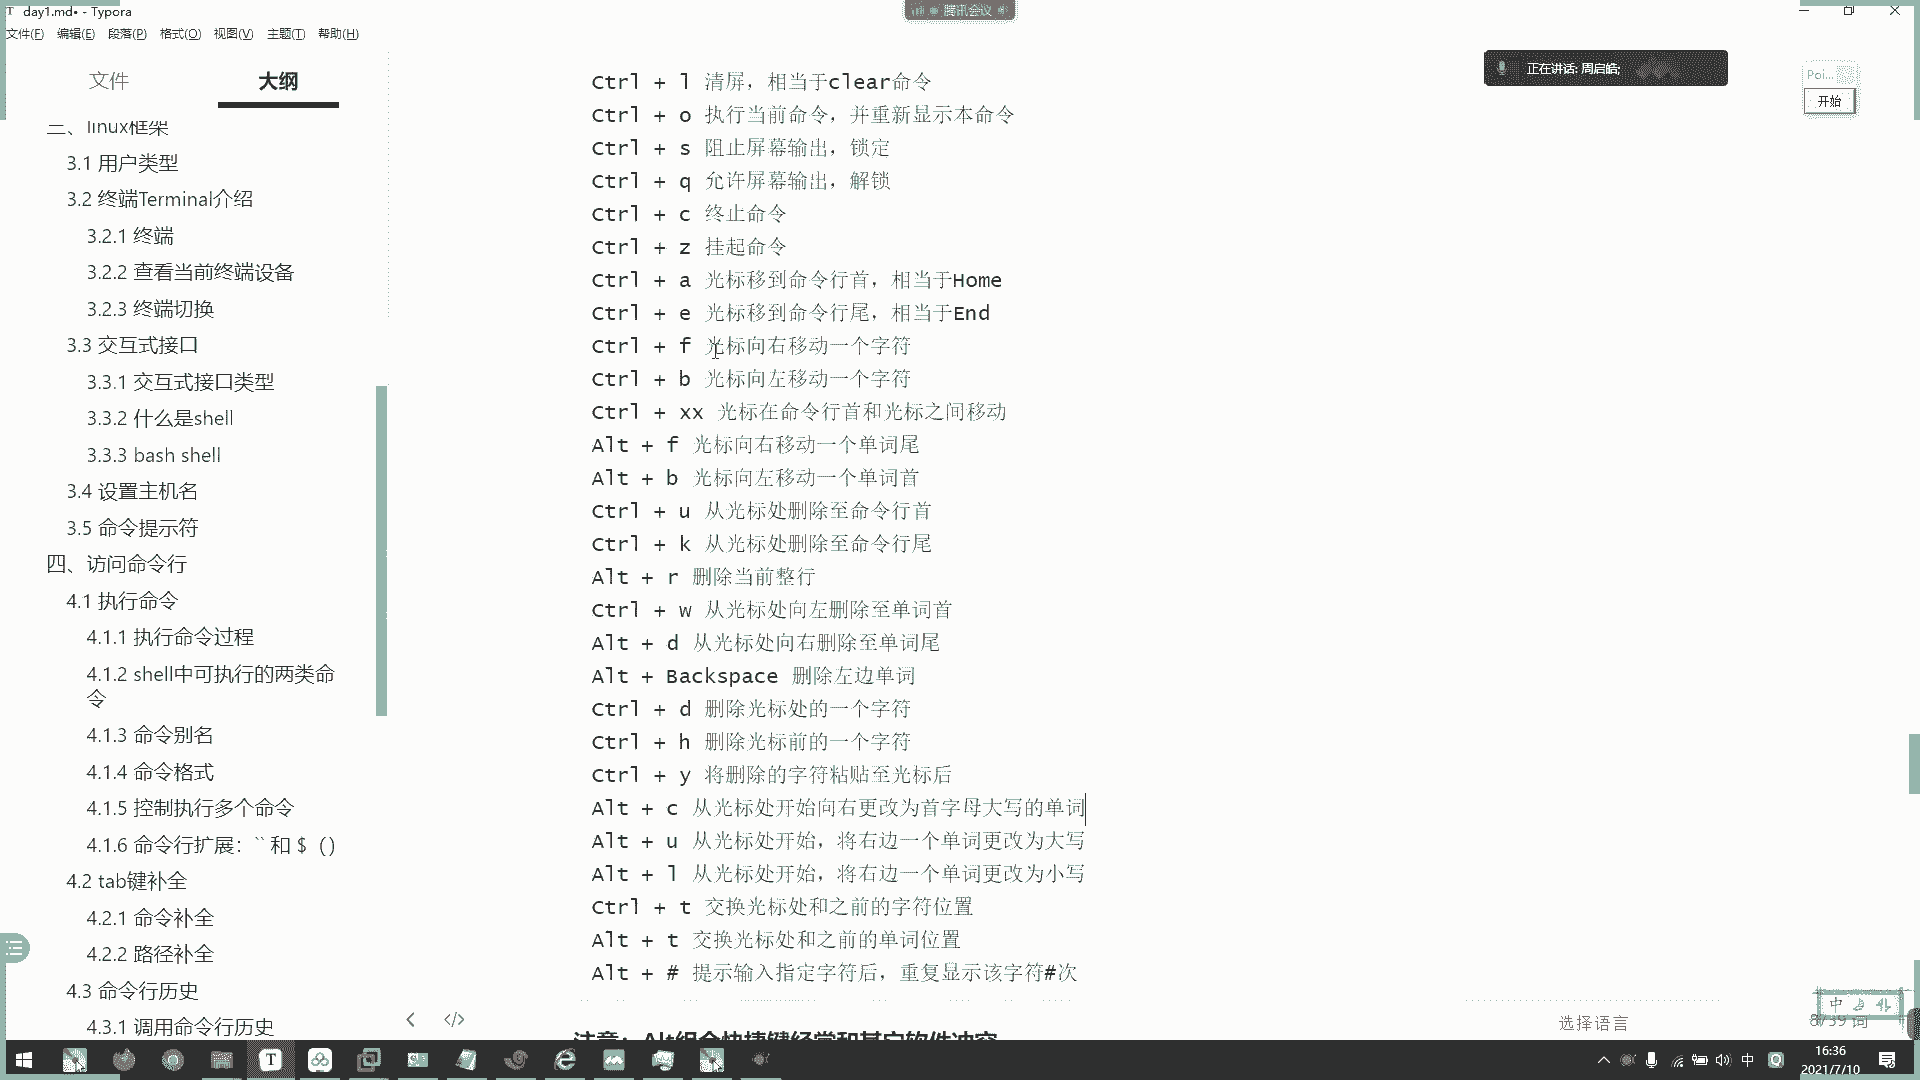 day1.md• - Typora
腾讯会议
文件(F) 编辑(E) 段落(P) 格式(O) 视图(V) 主题(T) 帮助(H)
文件 大纲
三、linux框架
3.1 用户类型
3.2 终端Terminal介绍
3.2.1 终端
3.2.2 查看当前终端设备
3.2.3 终端切换
3.3 交互式接口
3.3.1 交互式接口类型
3.3.2 什么是shell
3.3.3 bash shell
3.4 设置主机名
3.5 命令提示符
四、访问命令行
4.1 执行命令
4.1.1 执行命令过程
4.1.2 shell中可执行的两类命
令
4.1.3 命令别名
4.1.4 命令格式
4.1.5 控制执行多个命令
4.1.6 命令行扩展：`` 和 $（）
4.2 tab键补全
4.2.1 命令补全
4.2.2 路径补全
4.3 命令行历史
4.3.1 调用命令行历史
Ctrl + l 清屏，相当于clear命令
Ctrl + o 执行当前命令，并重新显示本命令
Ctrl + s 阻止屏幕输出，锁定
Ctrl + q 允许屏幕输出，解锁
Ctrl + c 终止命令
Ctrl + z 挂起命令
Ctrl + a 光标移到命令行首，相当于Home
Ctrl + e 光标移到命令行尾，相当于End
Ctrl + f 光标向右移动一个字符
Ctrl + b 光标向左移动一个字符
Ctrl + xx 光标在命令行首和光标之间移动
Alt + f 光标向右移动一个单词尾
Alt + b 光标向左移动一个单词首
Ctrl + u 从光标处删除至命令行首
Ctrl + k 从光标处删除至命令行尾
Alt + r 删除当前整行
Ctrl + w 从光标处向左删除至单词首
Alt + d 从光标处向右删除至单词尾
Alt + Backspace 删除左边单词
Ctrl + d 删除光标处的一个字符
Ctrl + h 删除光标前的一个字符
Ctrl + y 将删除的字符粘贴至光标后
Alt + c 从光标处开始向右更改为首字母大写的单词
Alt + u 从光标处开始，将右边一个单词更改为大写
Alt + l 从光标处开始，将右边一个单词更改为小写
Ctrl + t 交换光标处和之前的字符位置
Alt + t 交换光标处和之前的单词位置
Alt + # 提示输入指定字符后，重复显示该字符#次
注意：Alt组合快捷键经常和其它软件冲突
选择语言
正在讲话: 周启皓;
Poi...
开始
中
词
中
16:36
2021/7/10